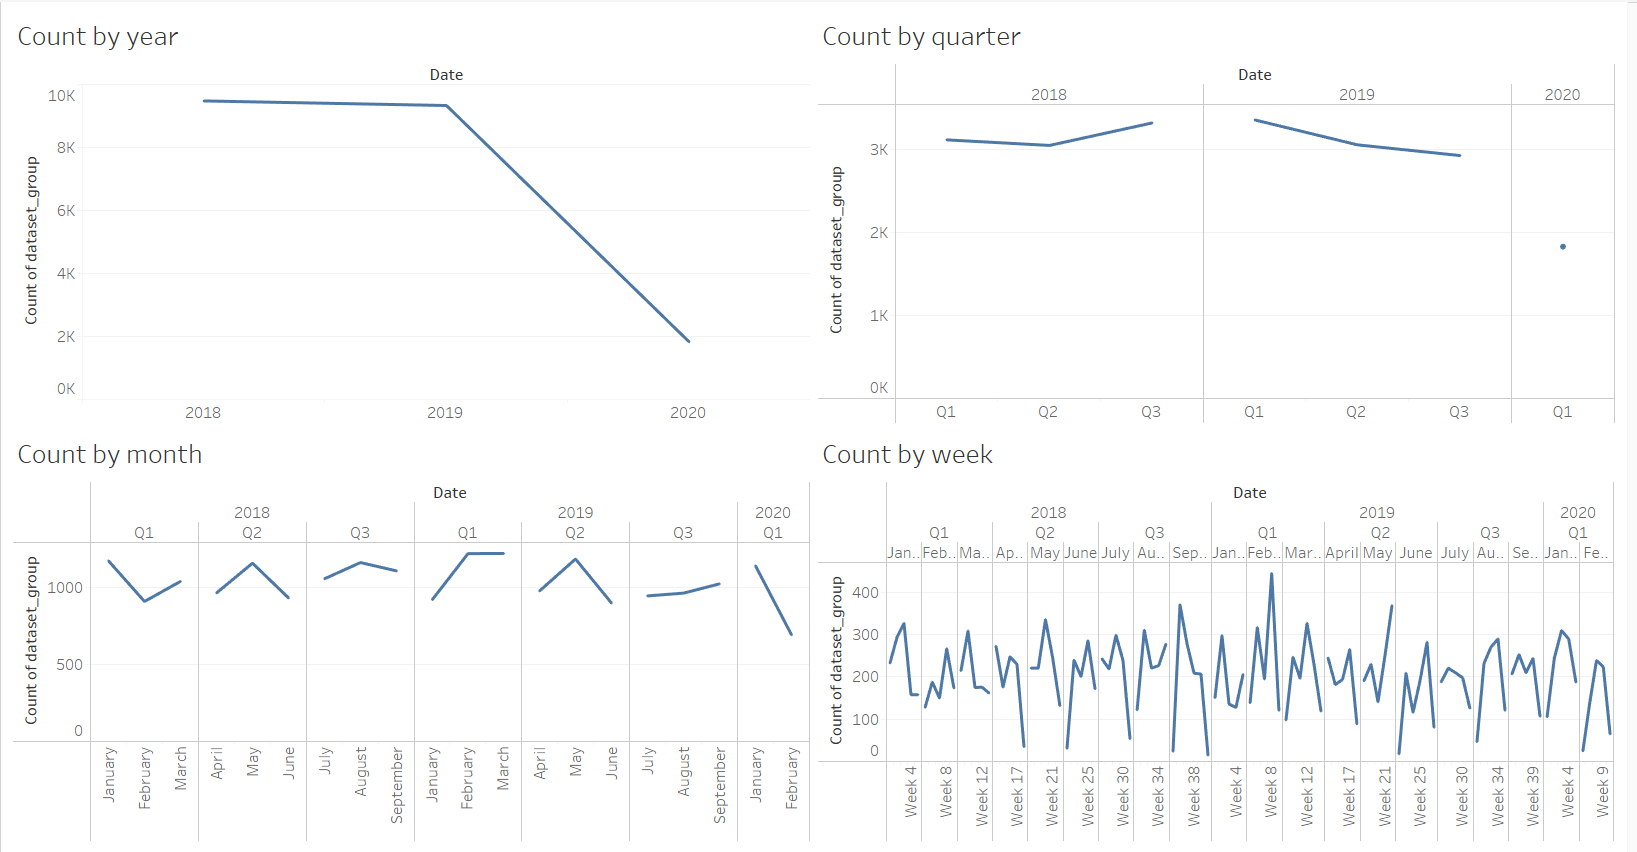 Count by year
Date
Count of dataset_group
10K
8K
6K
4K
2K
0K
2018 2019 2020
Count by quarter
Date
2018 2019 2020
Count of dataset_group
3K
2K
1K
0K
Q1 Q2 Q3 Q1 Q2 Q3 Q1
Count by month
Date
2018 2019 2020
Q1 Q2 Q3 Q1 Q2 Q3 Q1
Count of dataset_group
1000
500
0
January February March April May June July August September January February March April May June July August September January February
Count by week
Date
2018 2019 2020
Q1 Q2 Q3 Q1 Q2 Q3 Q1
Jan.. Feb.. Ma.. Ap.. May June July Au.. Sep.. Jan.. Feb.. Mar.. April May June July Au.. Se.. Jan.. Fe..
Count of dataset_group
400
300
200
100
0
Week 4 Week 8 Week 12 Week 17 Week 21 Week 25 Week 30 Week 34 Week 38 Week 4 Week 8 Week 12 Week 17 Week 21 Week 25 Week 30 Week 34 Week 39 Week 4 Week 9